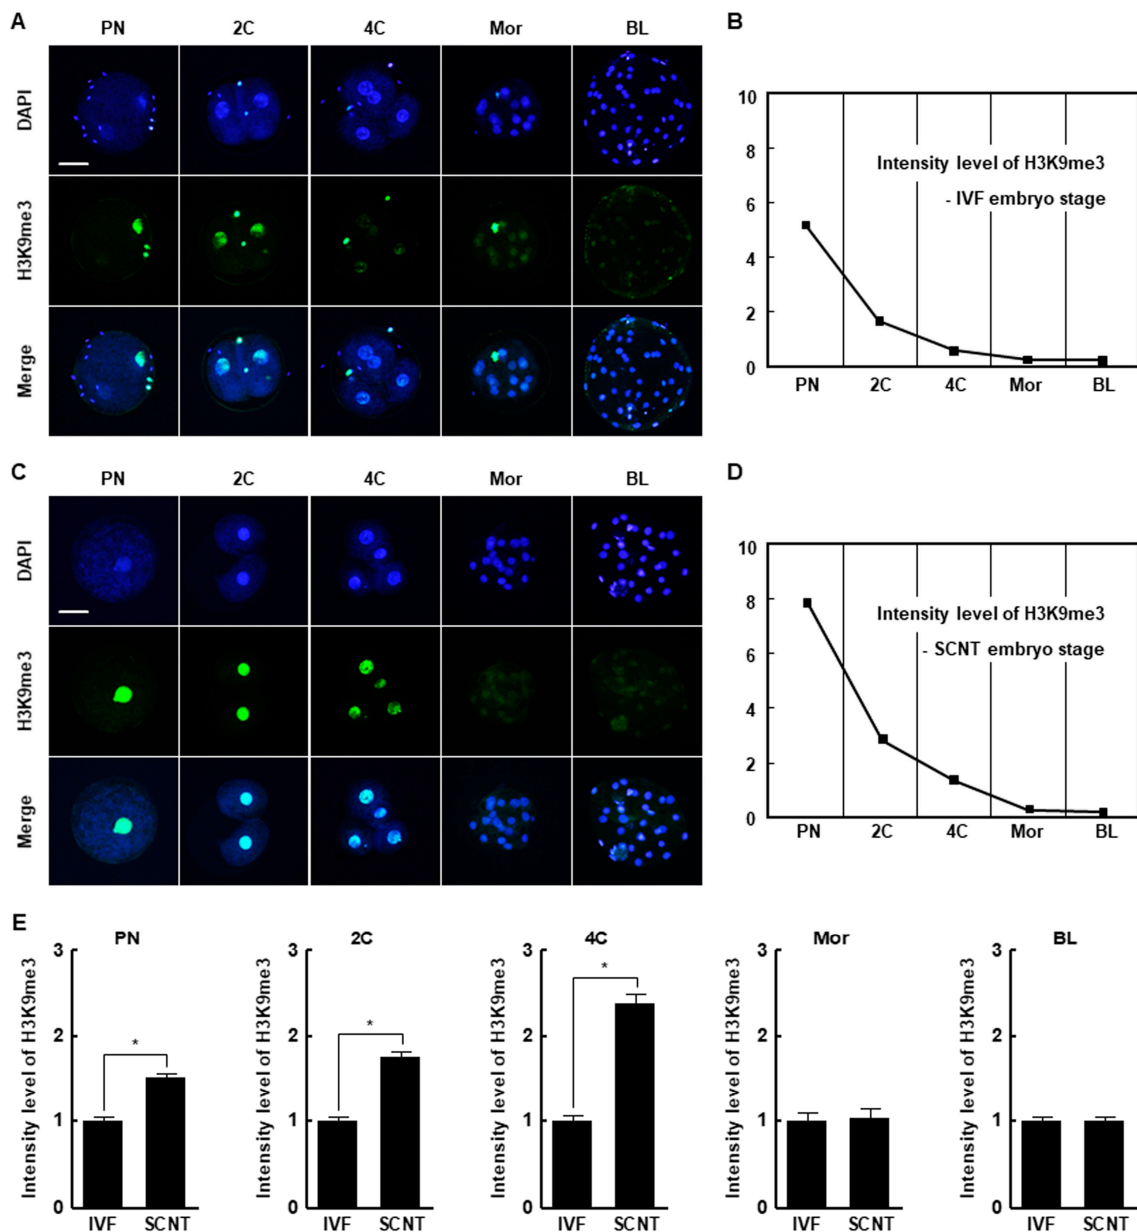 A
PN 2C 4C Mor BL
DAPI
H3K9me3
Merge
B
10
8
6
4
2
0
Intensity level of H3K9me3
- IVF embryo stage
PN 2C 4C Mor BL
C
PN 2C 4C Mor BL
DAPI
H3K9me3
Merge
D
10
8
6
4
2
0
Intensity level of H3K9me3
- SCNT embryo stage
PN 2C 4C Mor BL
E
PN
Intensity level of H3K9me3
3
2
1
0
*
IVF SCNT
2C
Intensity level of H3K9me3
3
2
1
0
*
IVF SCNT
4C
Intensity level of H3K9me3
3
2
1
0
*
IVF SCNT
Mor
Intensity level of H3K9me3
3
2
1
0
IVF SCNT
BL
Intensity level of H3K9me3
3
2
1
0
IVF SCNT